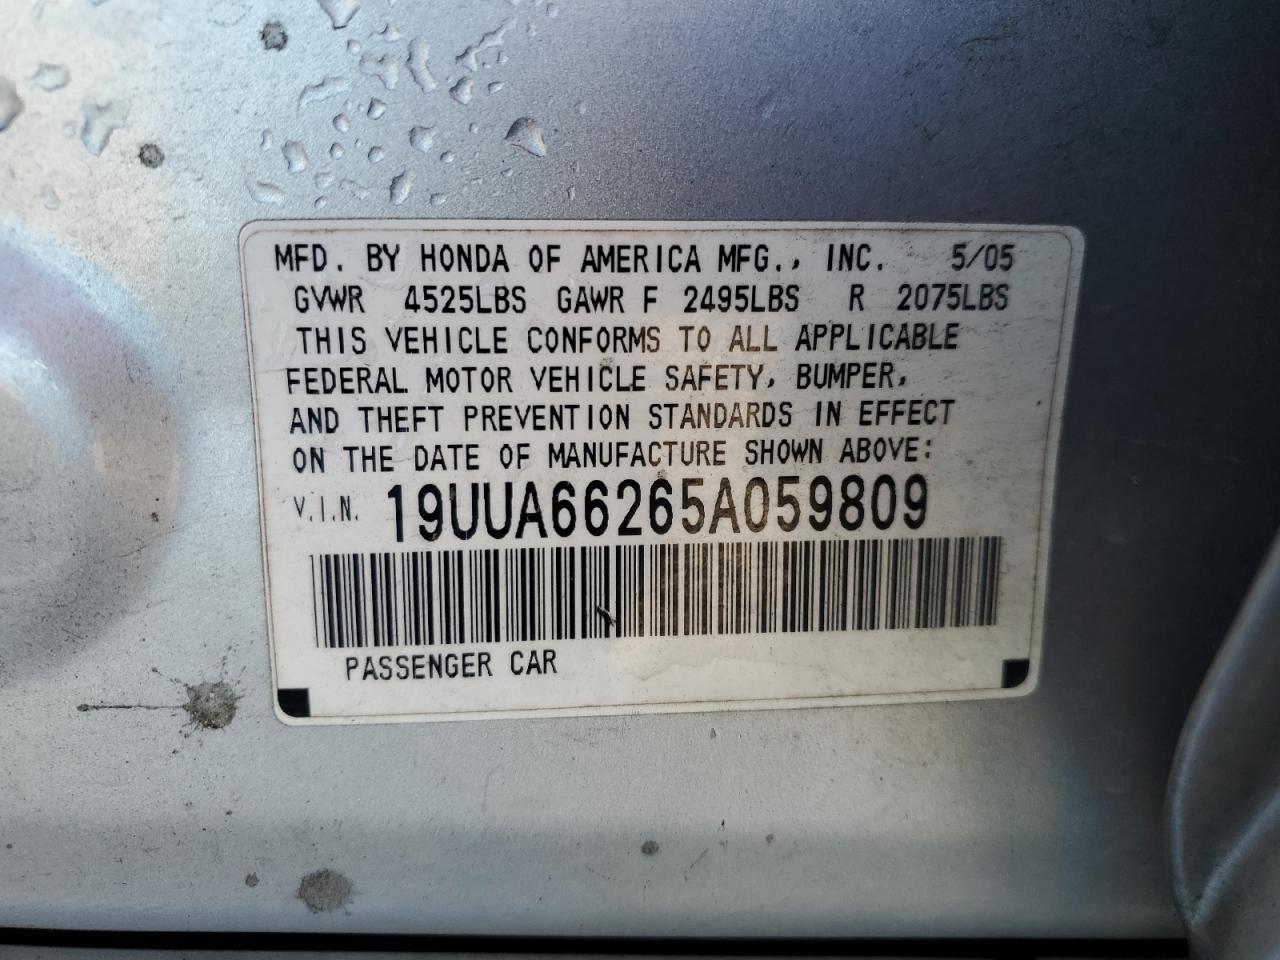 MFD. BY HONDA OF AMERICA MFG., INC. 5/05
GVWR 4525LBS GAWR F 2495LBS R 2075LBS
THIS VEHICLE CONFORMS TO ALL APPLICABLE
FEDERAL MOTOR VEHICLE SAFETY, BUMPER,
AND THEFT PREVENTION STANDARDS IN EFFECT
ON THE DATE OF MANUFACTURE SHOWN ABOVE:
V.I.N. 19UUA66265A059809
PASSENGER CAR